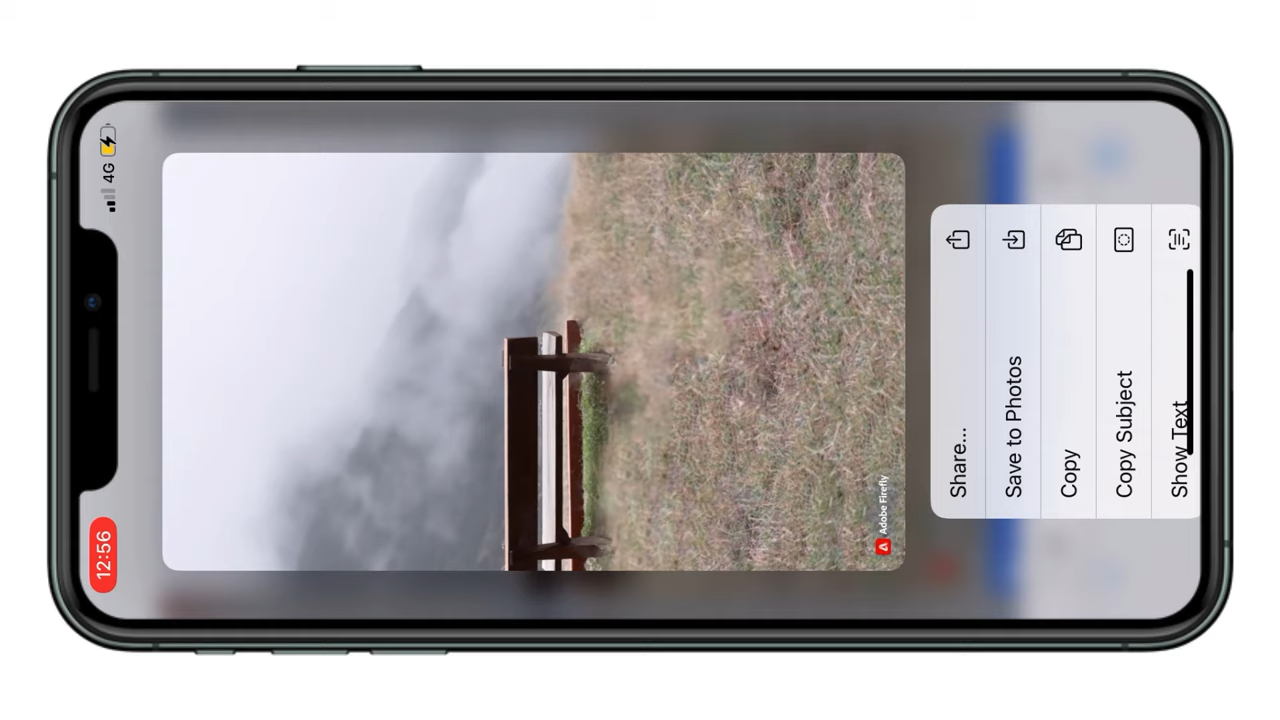 12:56
4G
Adobe Firefly
Share...
Save to Photos
Copy
Copy Subject
Show Text